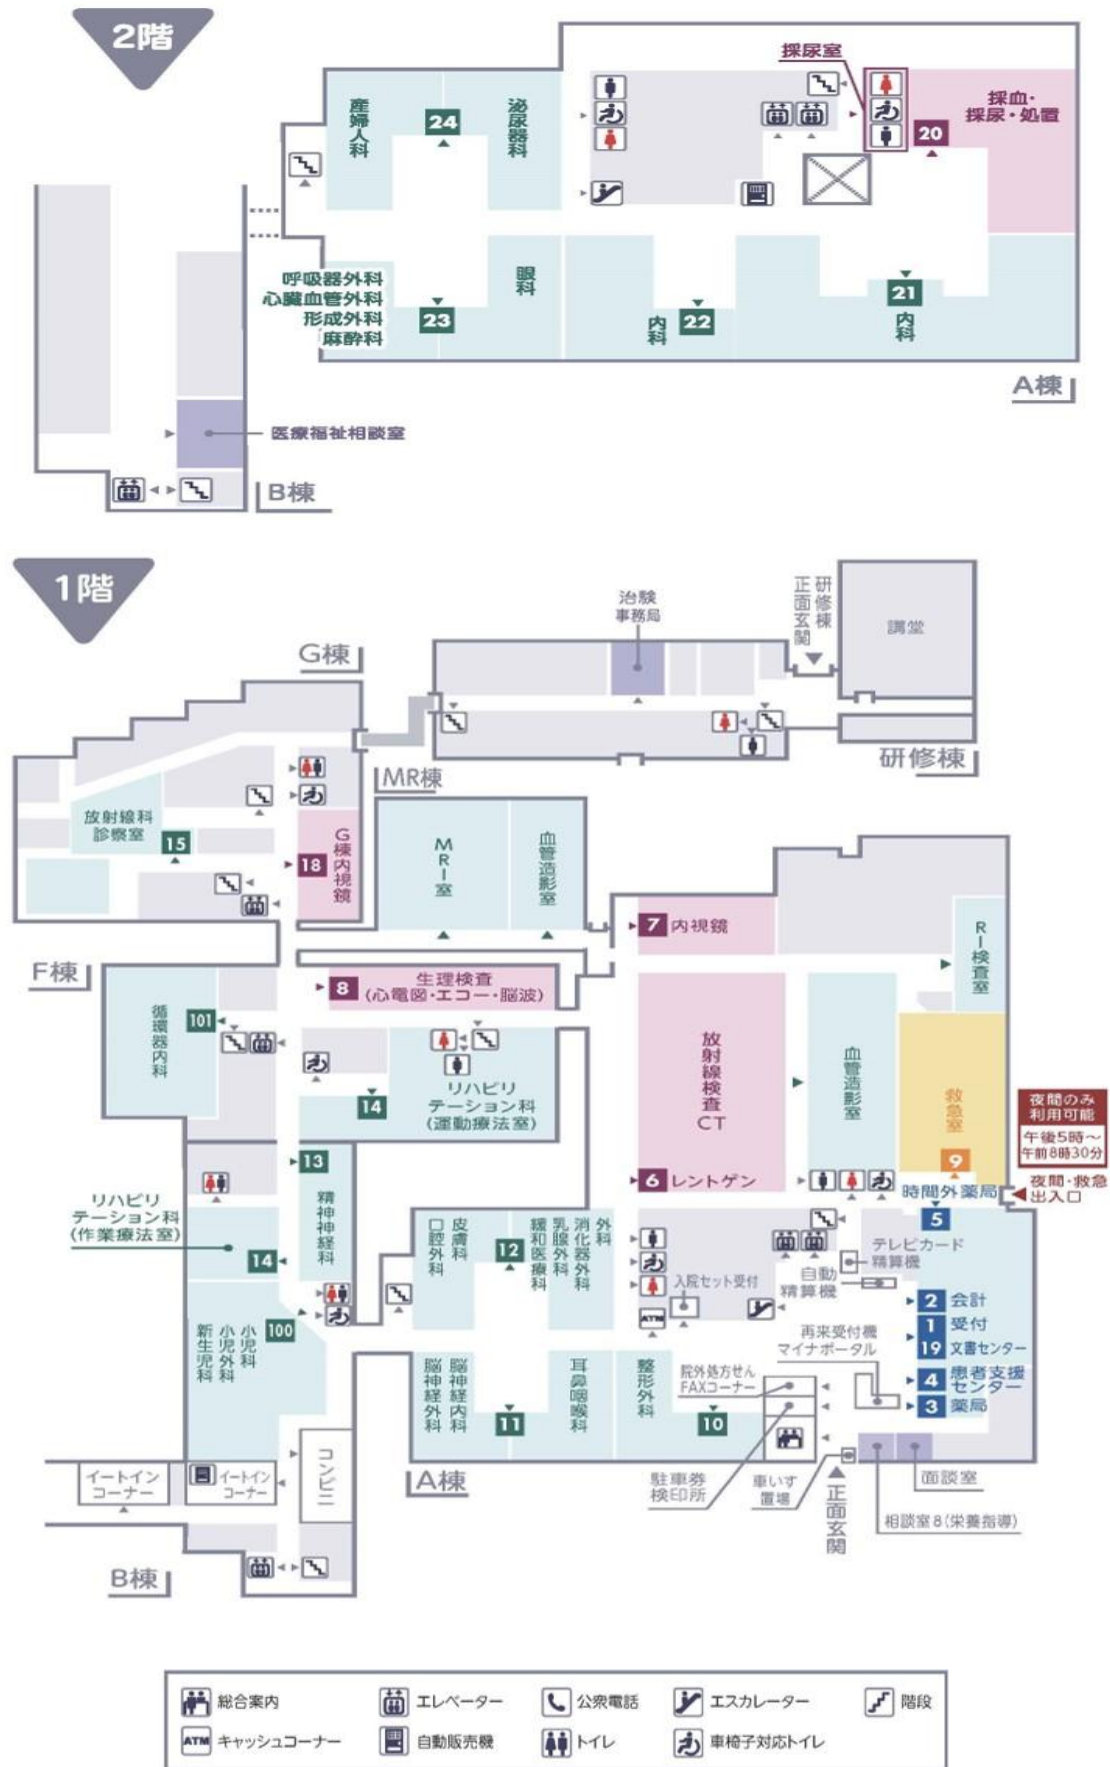 2階
採尿室
産婦人科
24
泌尿器科
採血・
採尿・処置
20
呼吸器外科
心臓血管外科
形成外科
麻酔科
23
眼科
内科
22
21
内科
A棟
医療福祉相談室
B棟
1階
治験
事務局
研修棟
正面玄関
講堂
G棟
研修棟
MR棟
放射線科
診察室
15
18
G棟内視鏡
MRI室
血管造影室
7 内視鏡
RI検査室
F棟
8
生理検査
(心電図・エコー・脳波)
循環器内科
101
放射線検査
CT
血管造影室
救急室
9
夜間のみ
利用可能
午後5時～
午前8時30分
夜間・救急
出入口
14
リハビリ
テーション科
(運動療法室)
13
精神神経科
6 レントゲン
時間外薬局
5
リハビリ
テーション科
(作業療法室)
14
皮膚科
口腔外科
12
外科
消化器外科
乳腺外科
緩和医療科
入院セット受付
ATM
テレビカード
精算機
自動
精算機
2 会計
1 受付
19 文書センター
再来受付機
マイナポータル
4 患者支援
センター
3 薬局
100
小児科
小児外科
新生児科
脳神経内科
脳神経外科
11
耳鼻咽喉科
整形外科
10
院外処方せん
FAXコーナー
コンビニ
イートイン
コーナー
イートイン
コーナー
A棟
駐車券
検印所
車いす
置場
正面玄関
面談室
相談室8(栄養指導)
B棟
総合案内
エレベーター
公衆電話
エスカレーター
階段
ATM キャッシュコーナー
自動販売機
トイレ
車椅子対応トイレ